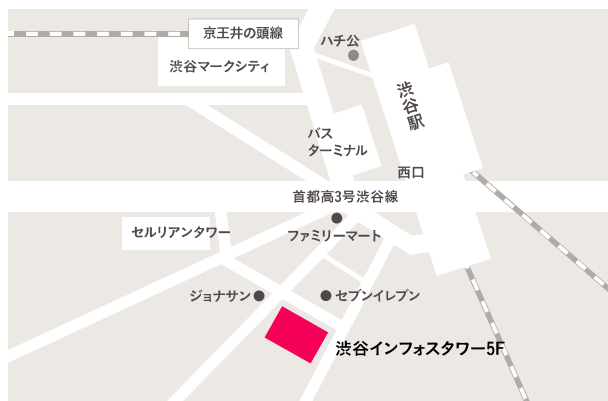 京王井の頭線
ハチ公
渋谷マークシティ
渋谷駅
バス
ターミナル
西口
首都高3号渋谷線
セルリアンタワー
ファミリーマート
ジョナサン
セブンイレブン
渋谷インフォスタワー5F